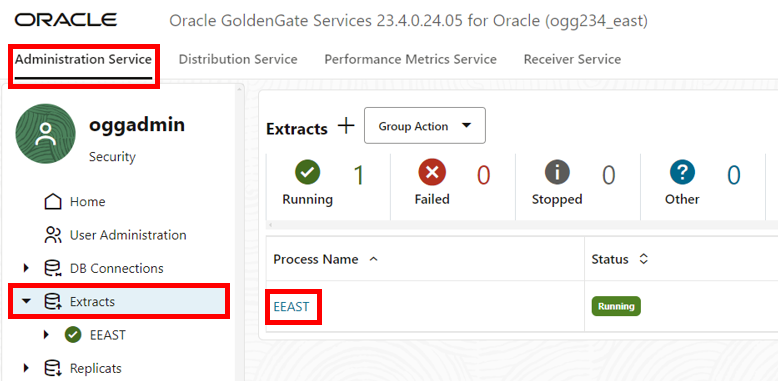 ORACLE Oracle GoldenGate Services 23.4.0.24.05 for Oracle (ogg234_east)
Administration Service Distribution Service Performance Metrics Service Receiver Service
oggadmin
Security
Home
User Administration
DB Connections
Extracts
EEAST
Replicats
Extracts Group Action
1 0 0 0
Running Failed Stopped Other
Process Name Status
EEAST Running